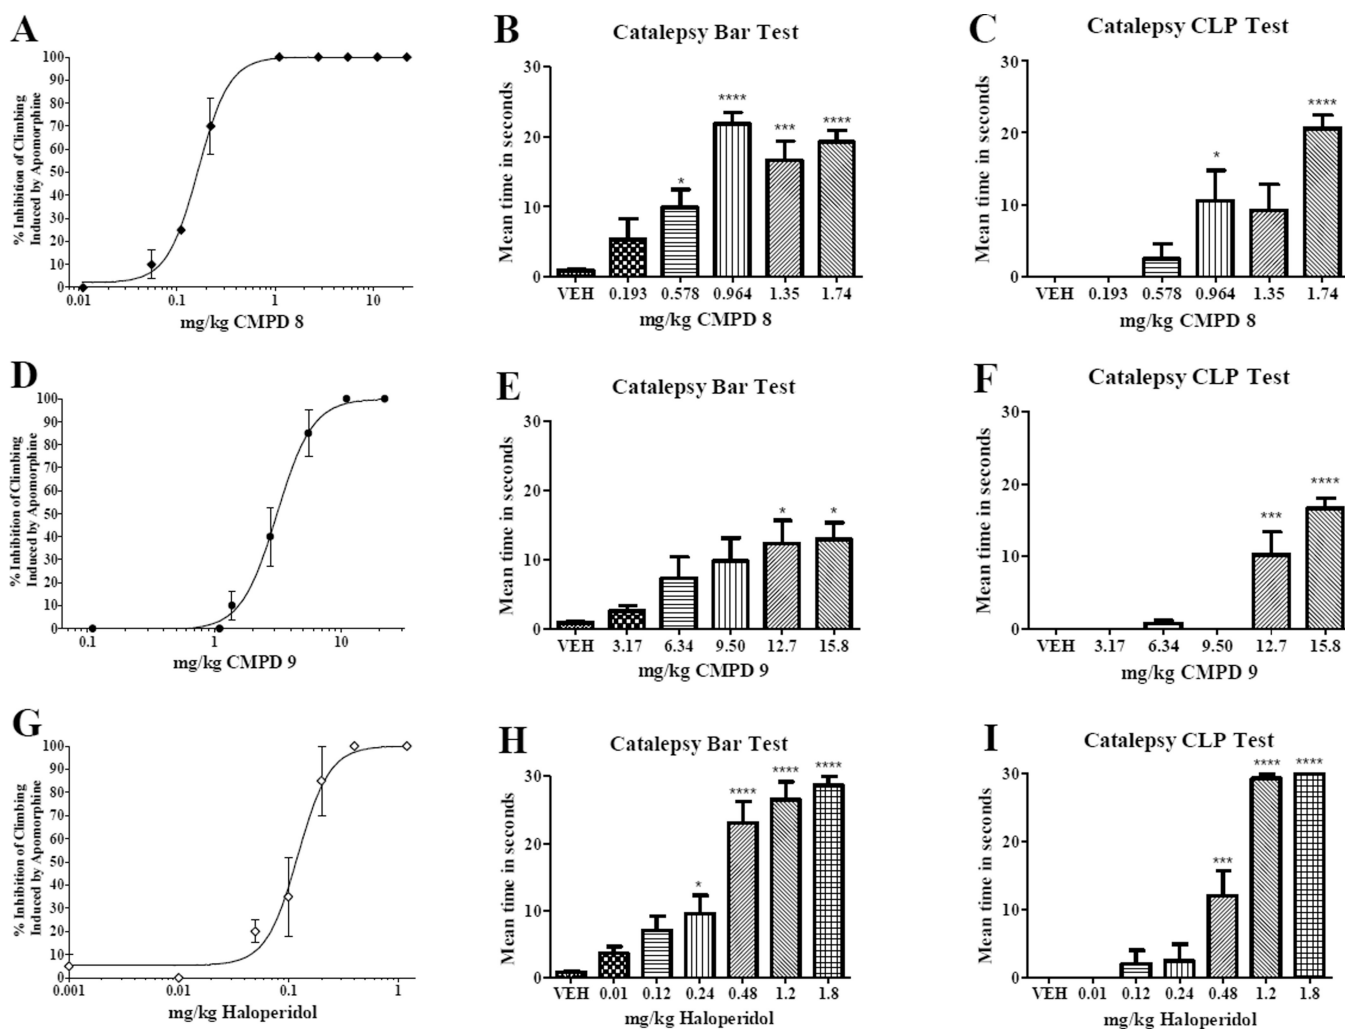 A
% Inhibition of Climbing
Induced by Apomorphine
100
90
80
70
60
50
40
30
20
10
0
0.01 0.1 1 10
mg/kg CMPD 8
B
Catalepsy Bar Test
Mean time in seconds
30
20
10
0
* **** *** ****
VEH 0.193 0.578 0.964 1.35 1.74
mg/kg CMPD 8
C
Catalepsy CLP Test
Mean time in seconds
30
20
10
0
* ****
VEH 0.193 0.578 0.964 1.35 1.74
mg/kg CMPD 8
D
% Inhibition of Climbing
Induced by Apomorphine
100
90
80
70
60
50
40
30
20
10
0
0.1 1 10
mg/kg CMPD 9
E
Catalepsy Bar Test
Mean time in seconds
30
20
10
0
* *
VEH 3.17 6.34 9.50 12.7 15.8
mg/kg CMPD 9
F
Catalepsy CLP Test
Mean time in seconds
30
20
10
0
*** ****
VEH 3.17 6.34 9.50 12.7 15.8
mg/kg CMPD 9
G
% Inhibition of Climbing
Induced by Apomorphine
100
90
80
70
60
50
40
30
20
10
0
0.001 0.01 0.1 1
mg/kg Haloperidol
H
Catalepsy Bar Test
Mean time in seconds
30
20
10
0
* **** **** ****
VEH 0.01 0.12 0.24 0.48 1.2 1.8
mg/kg Haloperidol
I
Catalepsy CLP Test
Mean time in seconds
30
20
10
0
*** **** ****
VEH 0.01 0.12 0.24 0.48 1.2 1.8
mg/kg Haloperidol